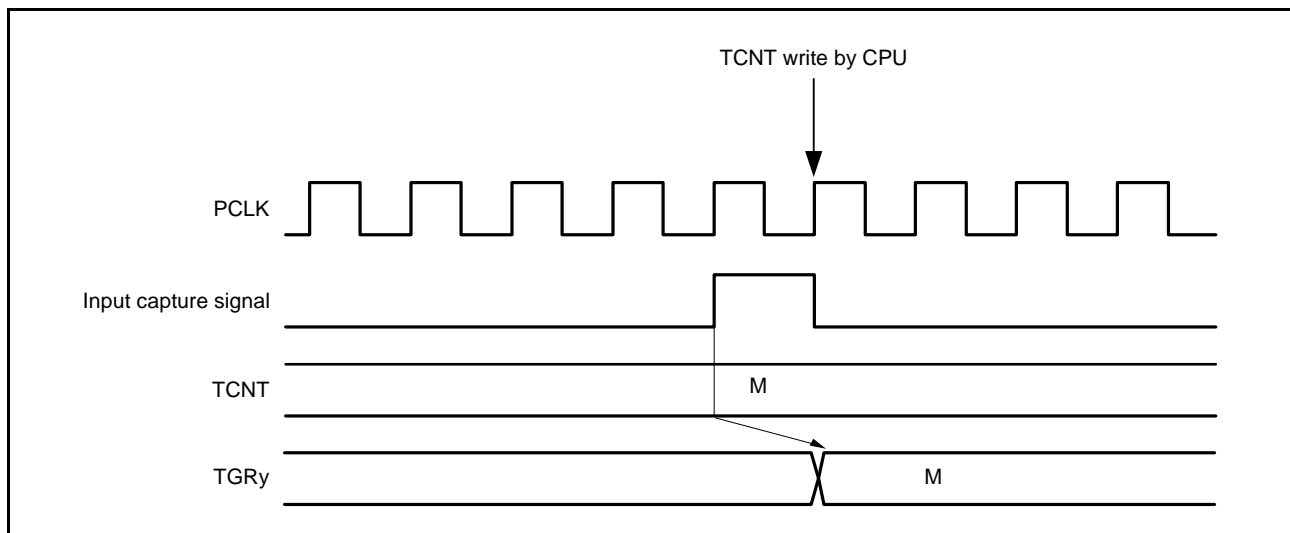 TCNT write by CPU
PCLK
Input capture signal
TCNT
M
TGRy
M